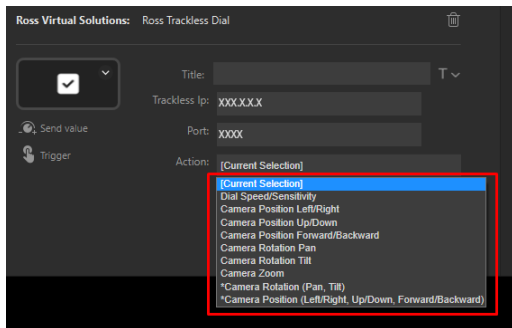 Ross Virtual Solutions: Ross Trackless Dial
Title:
T
Trackless Ip: XXX.X.X.X
Send value
Port: XXXX
Trigger
Action: [Current Selection]
[Current Selection]
Dial Speed/Sensitivity
Camera Position Left/Right
Camera Position Up/Down
Camera Position Forward/Backward
Camera Rotation Pan
Camera Rotation Tilt
Camera Zoom
*Camera Rotation (Pan, Tilt)
*Camera Position (Left/Right, Up/Down, Forward/Backward)